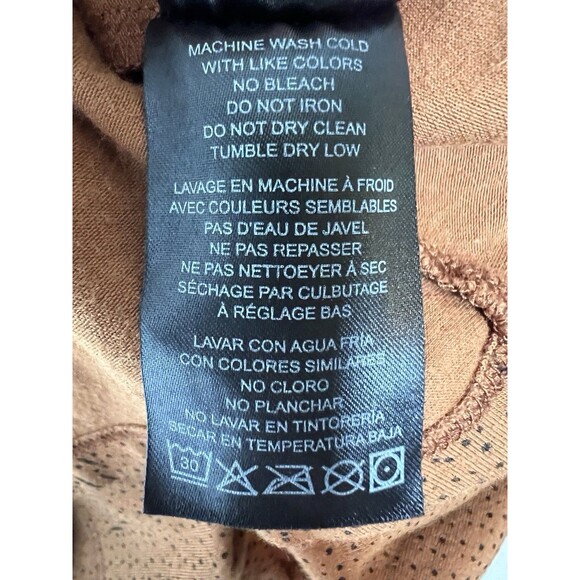 MACHINE WASH COLD
WITH LIKE COLORS
NO BLEACH
DO NOT IRON
DO NOT DRY CLEAN
TUMBLE DRY LOW
LAVAGE EN MACHINE À FROID
AVEC COULEURS SEMBLABLES
PAS D'EAU DE JAVEL
NE PAS REPASSER
NE PAS NETTOEYER À SEC
SÉCHAGE PAR CULBUTAGE
À RÉGLAGE BAS
LAVAR CON AGUA FRÍA
CON COLORES SIMILARES
NO CLORO
NO PLANCHAR
NO LAVAR EN TINTORERÍA
SECAR EN TEMPERATURA BAJA
30